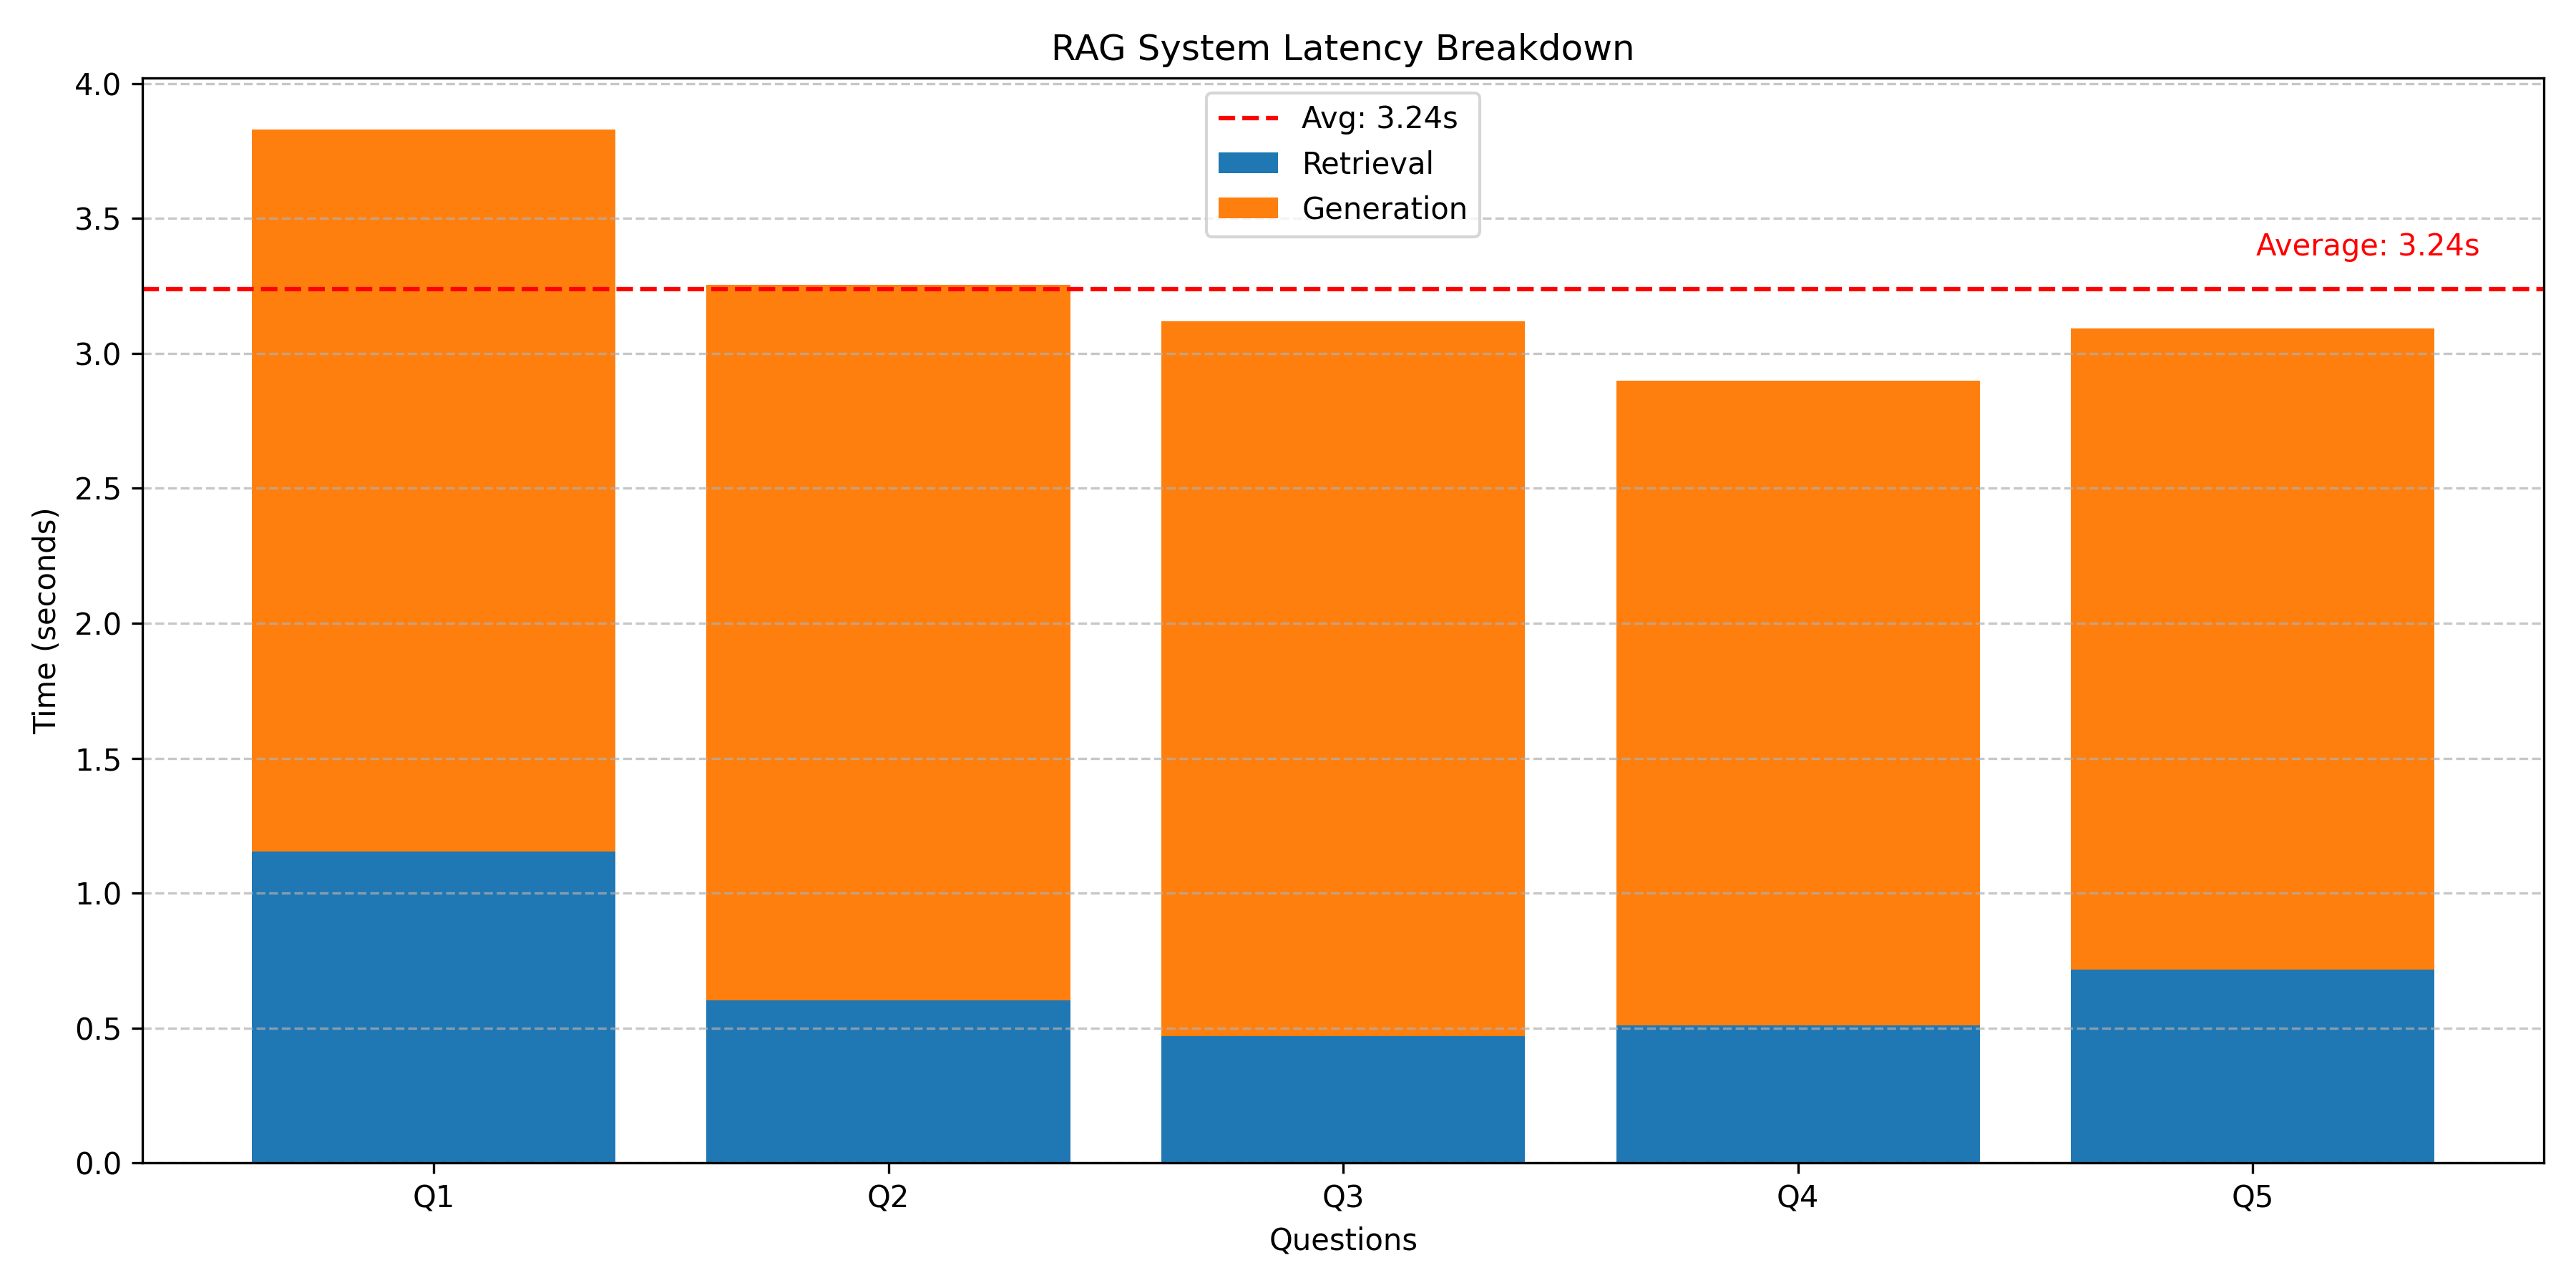 RAG System Latency Breakdown
4.0
3.5
3.0
2.5
2.0
1.5
1.0
0.5
0.0
Time (seconds)
Avg: 3.24s
Retrieval
Generation
Average: 3.24s
Q1
Q2
Q3
Q4
Q5
Questions